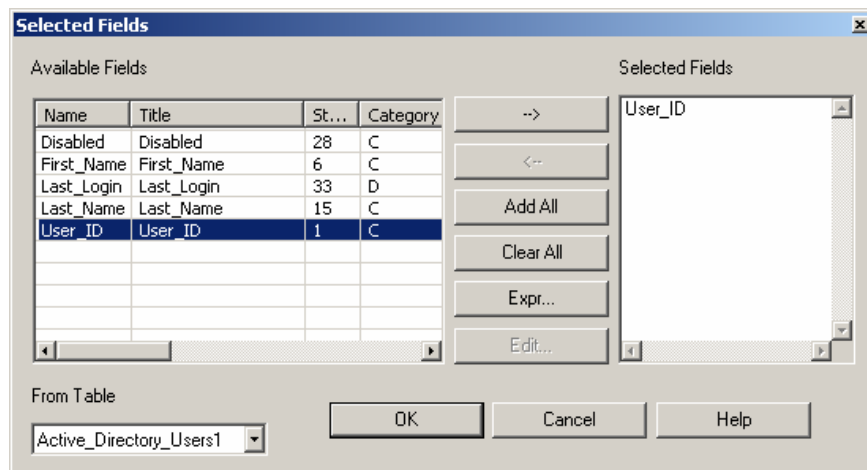 Selected Fields
Available Fields
Selected Fields
Name Title St... Category
Disabled Disabled 28 C
First_Name First_Name 6 C
Last_Login Last_Login 33 D
Last_Name Last_Name 15 C
User_ID User_ID 1 C
-->
<--
Add All
Clear All
Expr...
Edit...
User_ID
From Table
Active_Directory_Users1
OK
Cancel
Help